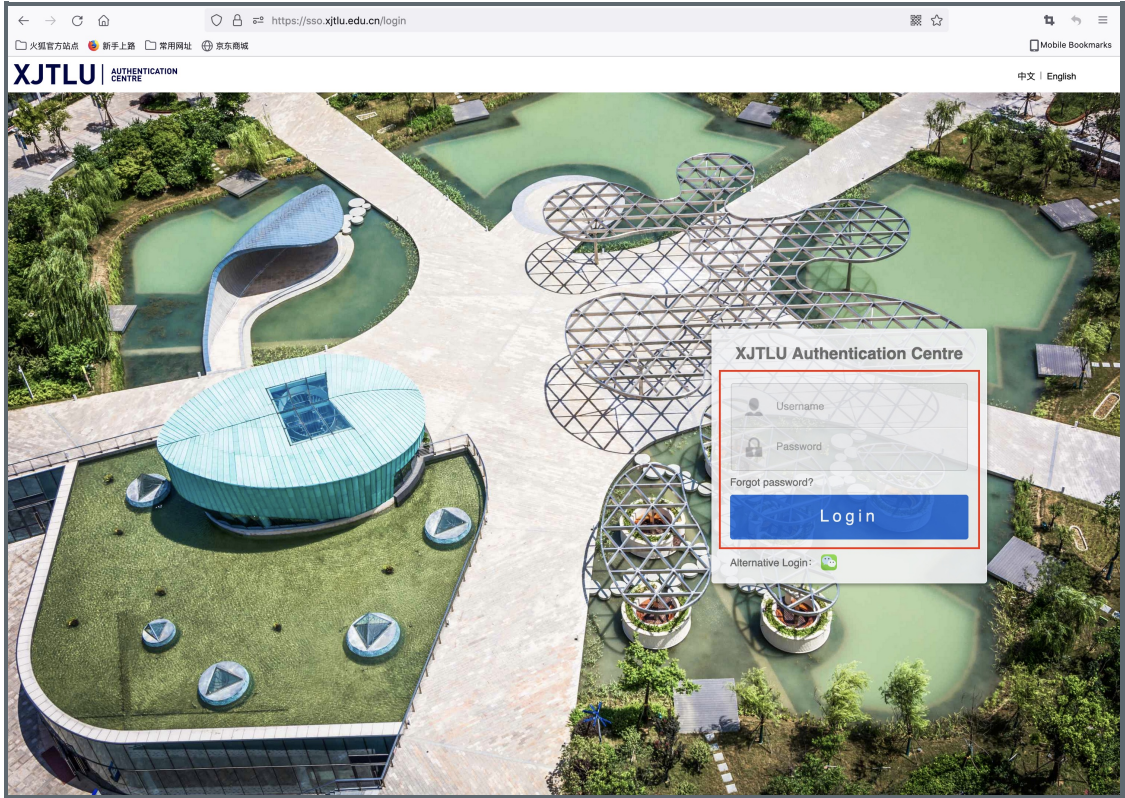 https://sso.xjtlu.edu.cn/login
火狐官方站点 新手上路 常用网址 京东商城 Mobile Bookmarks
XJTLU AUTHENTICATION CENTRE
中文 English
XJTLU Authentication Centre
Username
Password
Forgot password?
Login
Alternative Login: